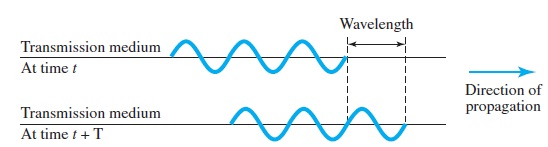 Wavelength
Transmission medium
At time t
Direction of
propagation
Transmission medium
At time t + T